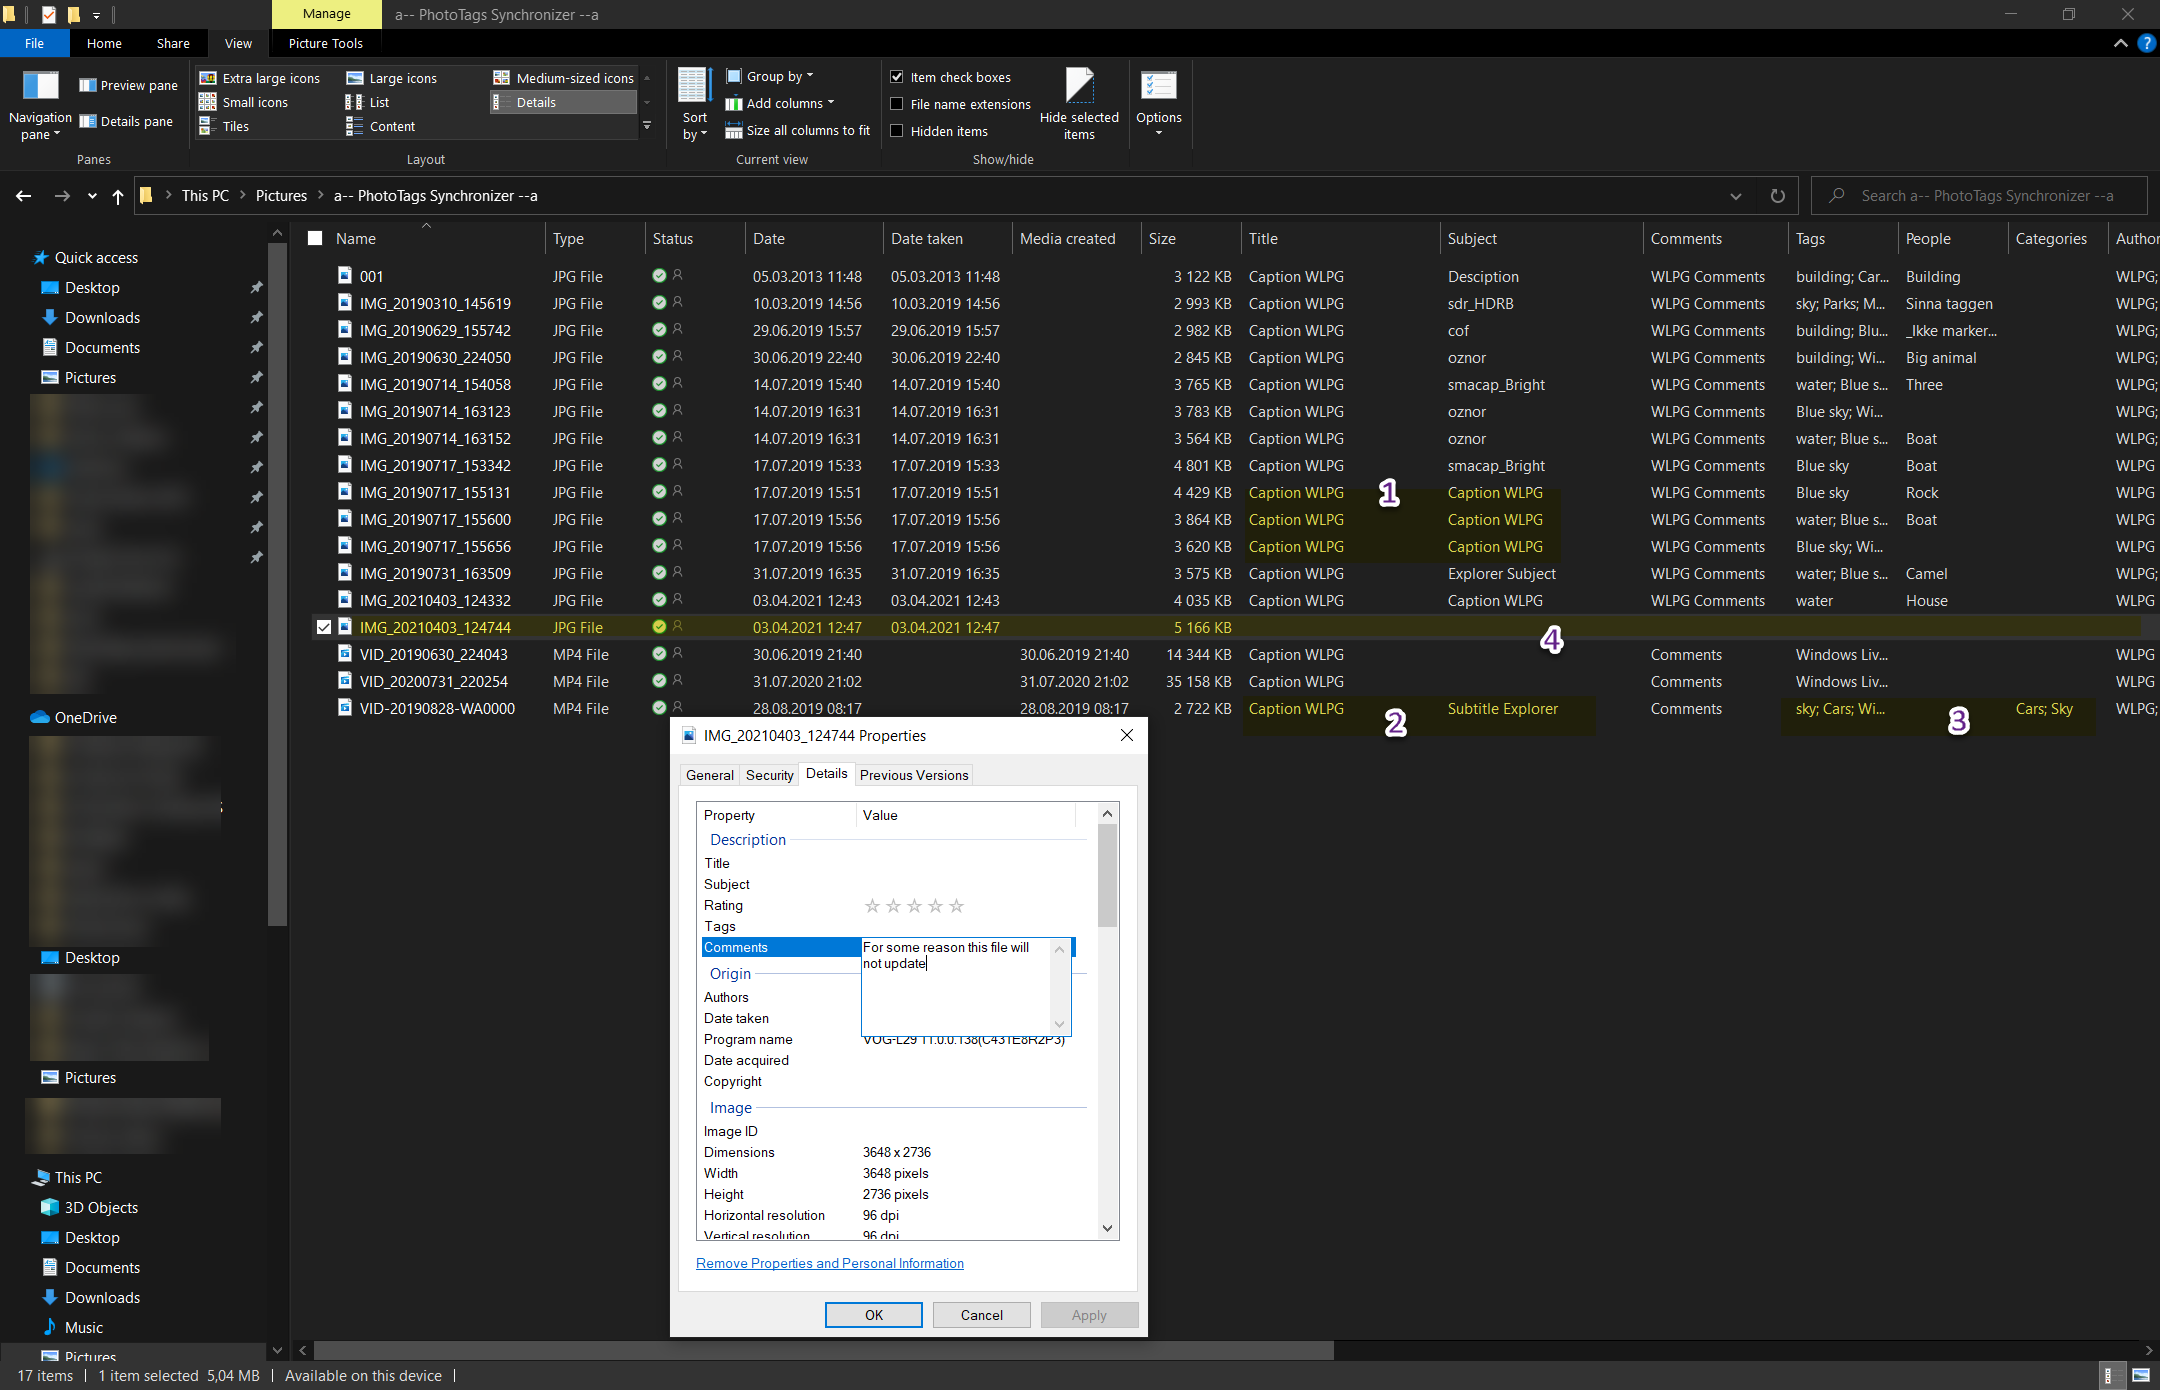 Manage
a-- PhotoTags Synchronizer --a
File Home Share View Picture Tools
Navigation pane
Preview pane
Details pane
Panes
Extra large icons Large icons Medium-sized icons
Small icons List Details
Tiles Content
Layout
Sort by
Group by
Add columns
Size all columns to fit
Current view
Item check boxes
File name extensions
Hidden items
Hide selected items
Show/hide
Options
This PC Pictures a-- PhotoTags Synchronizer --a
Search a-- PhotoTags Synchronizer --a
Quick access
Desktop
Downloads
Documents
Pictures
OneDrive
Desktop
Pictures
This PC
3D Objects
Desktop
Documents
Downloads
Music
Pictures
Name Type Status Date Date taken Media created Size Title Subject Comments Tags People Categories Author
001 JPG File 05.03.2013 11:48 05.03.2013 11:48 3 122 KB Caption WLPG Desciption WLPG Comments building; Car... Building WLPG;
IMG_20190310_145619 JPG File 10.03.2019 14:56 10.03.2019 14:56 2 993 KB Caption WLPG sdr_HDRB WLPG Comments sky; Parks; M... Sinna taggen WLPG;
IMG_20190629_155742 JPG File 29.06.2019 15:57 29.06.2019 15:57 2 982 KB Caption WLPG cof WLPG Comments building; Blu... _Ikke marker... WLPG;
IMG_20190630_224050 JPG File 30.06.2019 22:40 30.06.2019 22:40 2 845 KB Caption WLPG oznor WLPG Comments building; Wi... Big animal WLPG;
IMG_20190714_154058 JPG File 14.07.2019 15:40 14.07.2019 15:40 3 765 KB Caption WLPG smacap_Bright WLPG Comments water; Blue s... Three WLPG;
IMG_20190714_163123 JPG File 14.07.2019 16:31 14.07.2019 16:31 3 783 KB Caption WLPG oznor WLPG Comments Blue sky; Wi... WLPG;
IMG_20190714_163152 JPG File 14.07.2019 16:31 14.07.2019 16:31 3 564 KB Caption WLPG oznor WLPG Comments water; Blue s... Boat WLPG;
IMG_20190717_153342 JPG File 17.07.2019 15:33 17.07.2019 15:33 4 801 KB Caption WLPG smacap_Bright WLPG Comments Blue sky Boat WLPG
IMG_20190717_155131 JPG File 17.07.2019 15:51 17.07.2019 15:51 4 429 KB Caption WLPG 1 Caption WLPG WLPG Comments Blue sky Rock WLPG
IMG_20190717_155600 JPG File 17.07.2019 15:56 17.07.2019 15:56 3 864 KB Caption WLPG Caption WLPG WLPG Comments water; Blue s... Boat WLPG
IMG_20190717_155656 JPG File 17.07.2019 15:56 17.07.2019 15:56 3 620 KB Caption WLPG Caption WLPG WLPG Comments Blue sky; Wi... WLPG
IMG_20190731_163509 JPG File 31.07.2019 16:35 31.07.2019 16:35 3 575 KB Caption WLPG Explorer Subject WLPG Comments water; Blue s... Camel WLPG;
IMG_20210403_124332 JPG File 03.04.2021 12:43 03.04.2021 12:43 4 035 KB Caption WLPG Caption WLPG WLPG Comments water House WLPG
IMG_20210403_124744 JPG File 03.04.2021 12:47 03.04.2021 12:47 5 166 KB 4
VID_20190630_224043 MP4 File 30.06.2019 21:40 30.06.2019 21:40 14 344 KB Caption WLPG Comments Windows Liv... WLPG
VID_20200731_220254 MP4 File 31.07.2020 21:02 31.07.2020 21:02 35 158 KB Caption WLPG Comments Windows Liv... WLPG
VID-20190828-WA0000 MP4 File 28.08.2019 08:17 28.08.2019 08:17 2 722 KB Caption WLPG 2 Subtitle Explorer Comments sky; Cars; Wi... 3 Cars; Sky WLPG;
IMG_20210403_124744 Properties
General Security Details Previous Versions
Property Value
Description
Title
Subject
Rating
Tags
Comments For some reason this file will
not update
Origin
Authors
Date taken
Program name VOG-L29 11.0.0.138(C431E8R2P3)
Date acquired
Copyright
Image
Image ID
Dimensions 3648 x 2736
Width 3648 pixels
Height 2736 pixels
Horizontal resolution 96 dpi
Vertical resolution 96 dpi
Remove Properties and Personal Information
OK Cancel Apply
17 items 1 item selected 5,04 MB Available on this device